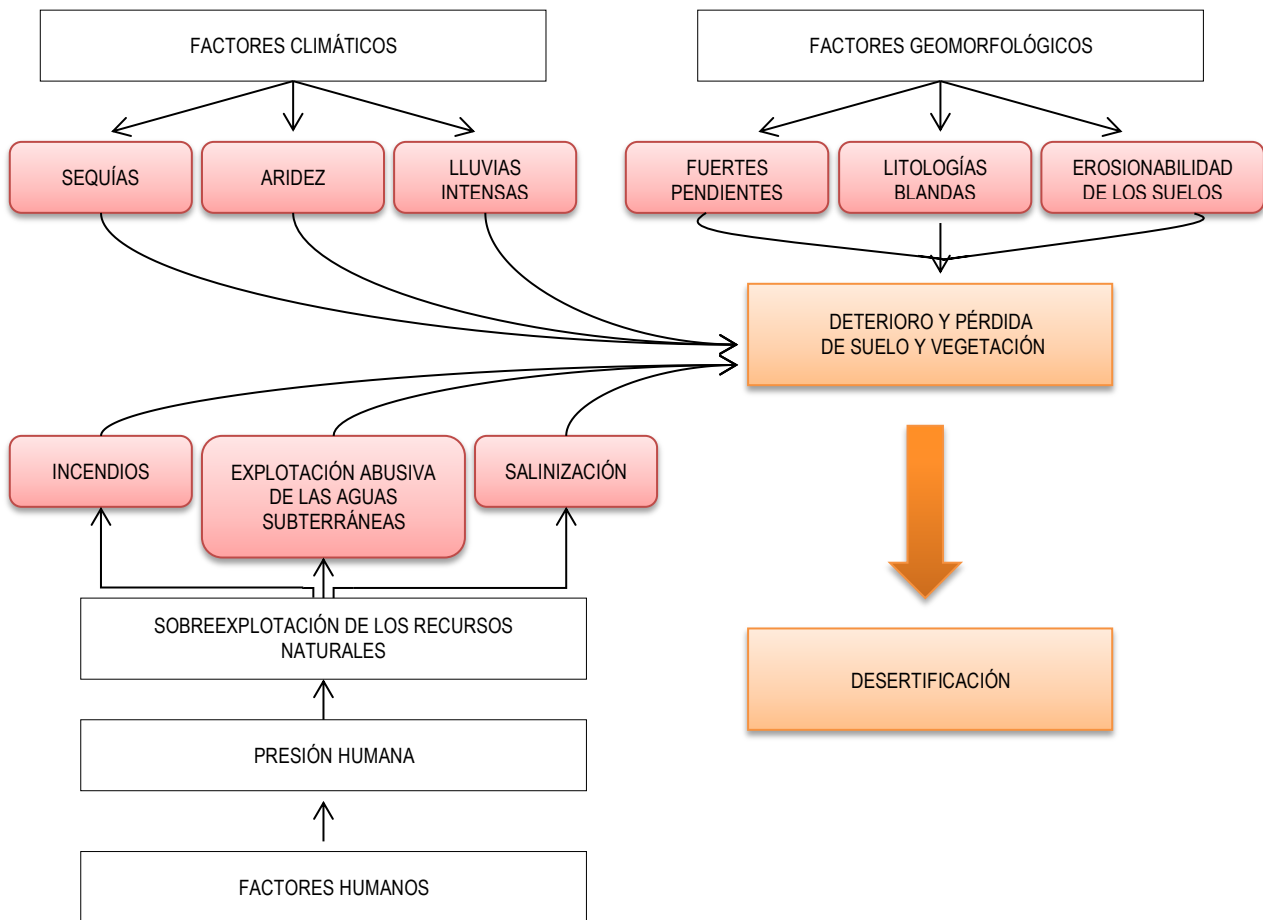 FACTORES CLIMÁTICOS
FACTORES GEOMORFOLÓGICOS
SEQUÍAS
ARIDEZ
LLUVIAS
INTENSAS
FUERTES
PENDIENTES
LITOLOGÍAS
BLANDAS
EROSIONABILIDAD
DE LOS SUELOS
DETERIORO Y PÉRDIDA
DE SUELO Y VEGETACIÓN
INCENDIOS
EXPLOTACIÓN ABUSIVA
DE LAS AGUAS
SUBTERRÁNEAS
SALINIZACIÓN
SOBREEXPLOTACIÓN DE LOS RECURSOS
NATURALES
DESERTIFICACIÓN
PRESIÓN HUMANA
FACTORES HUMANOS